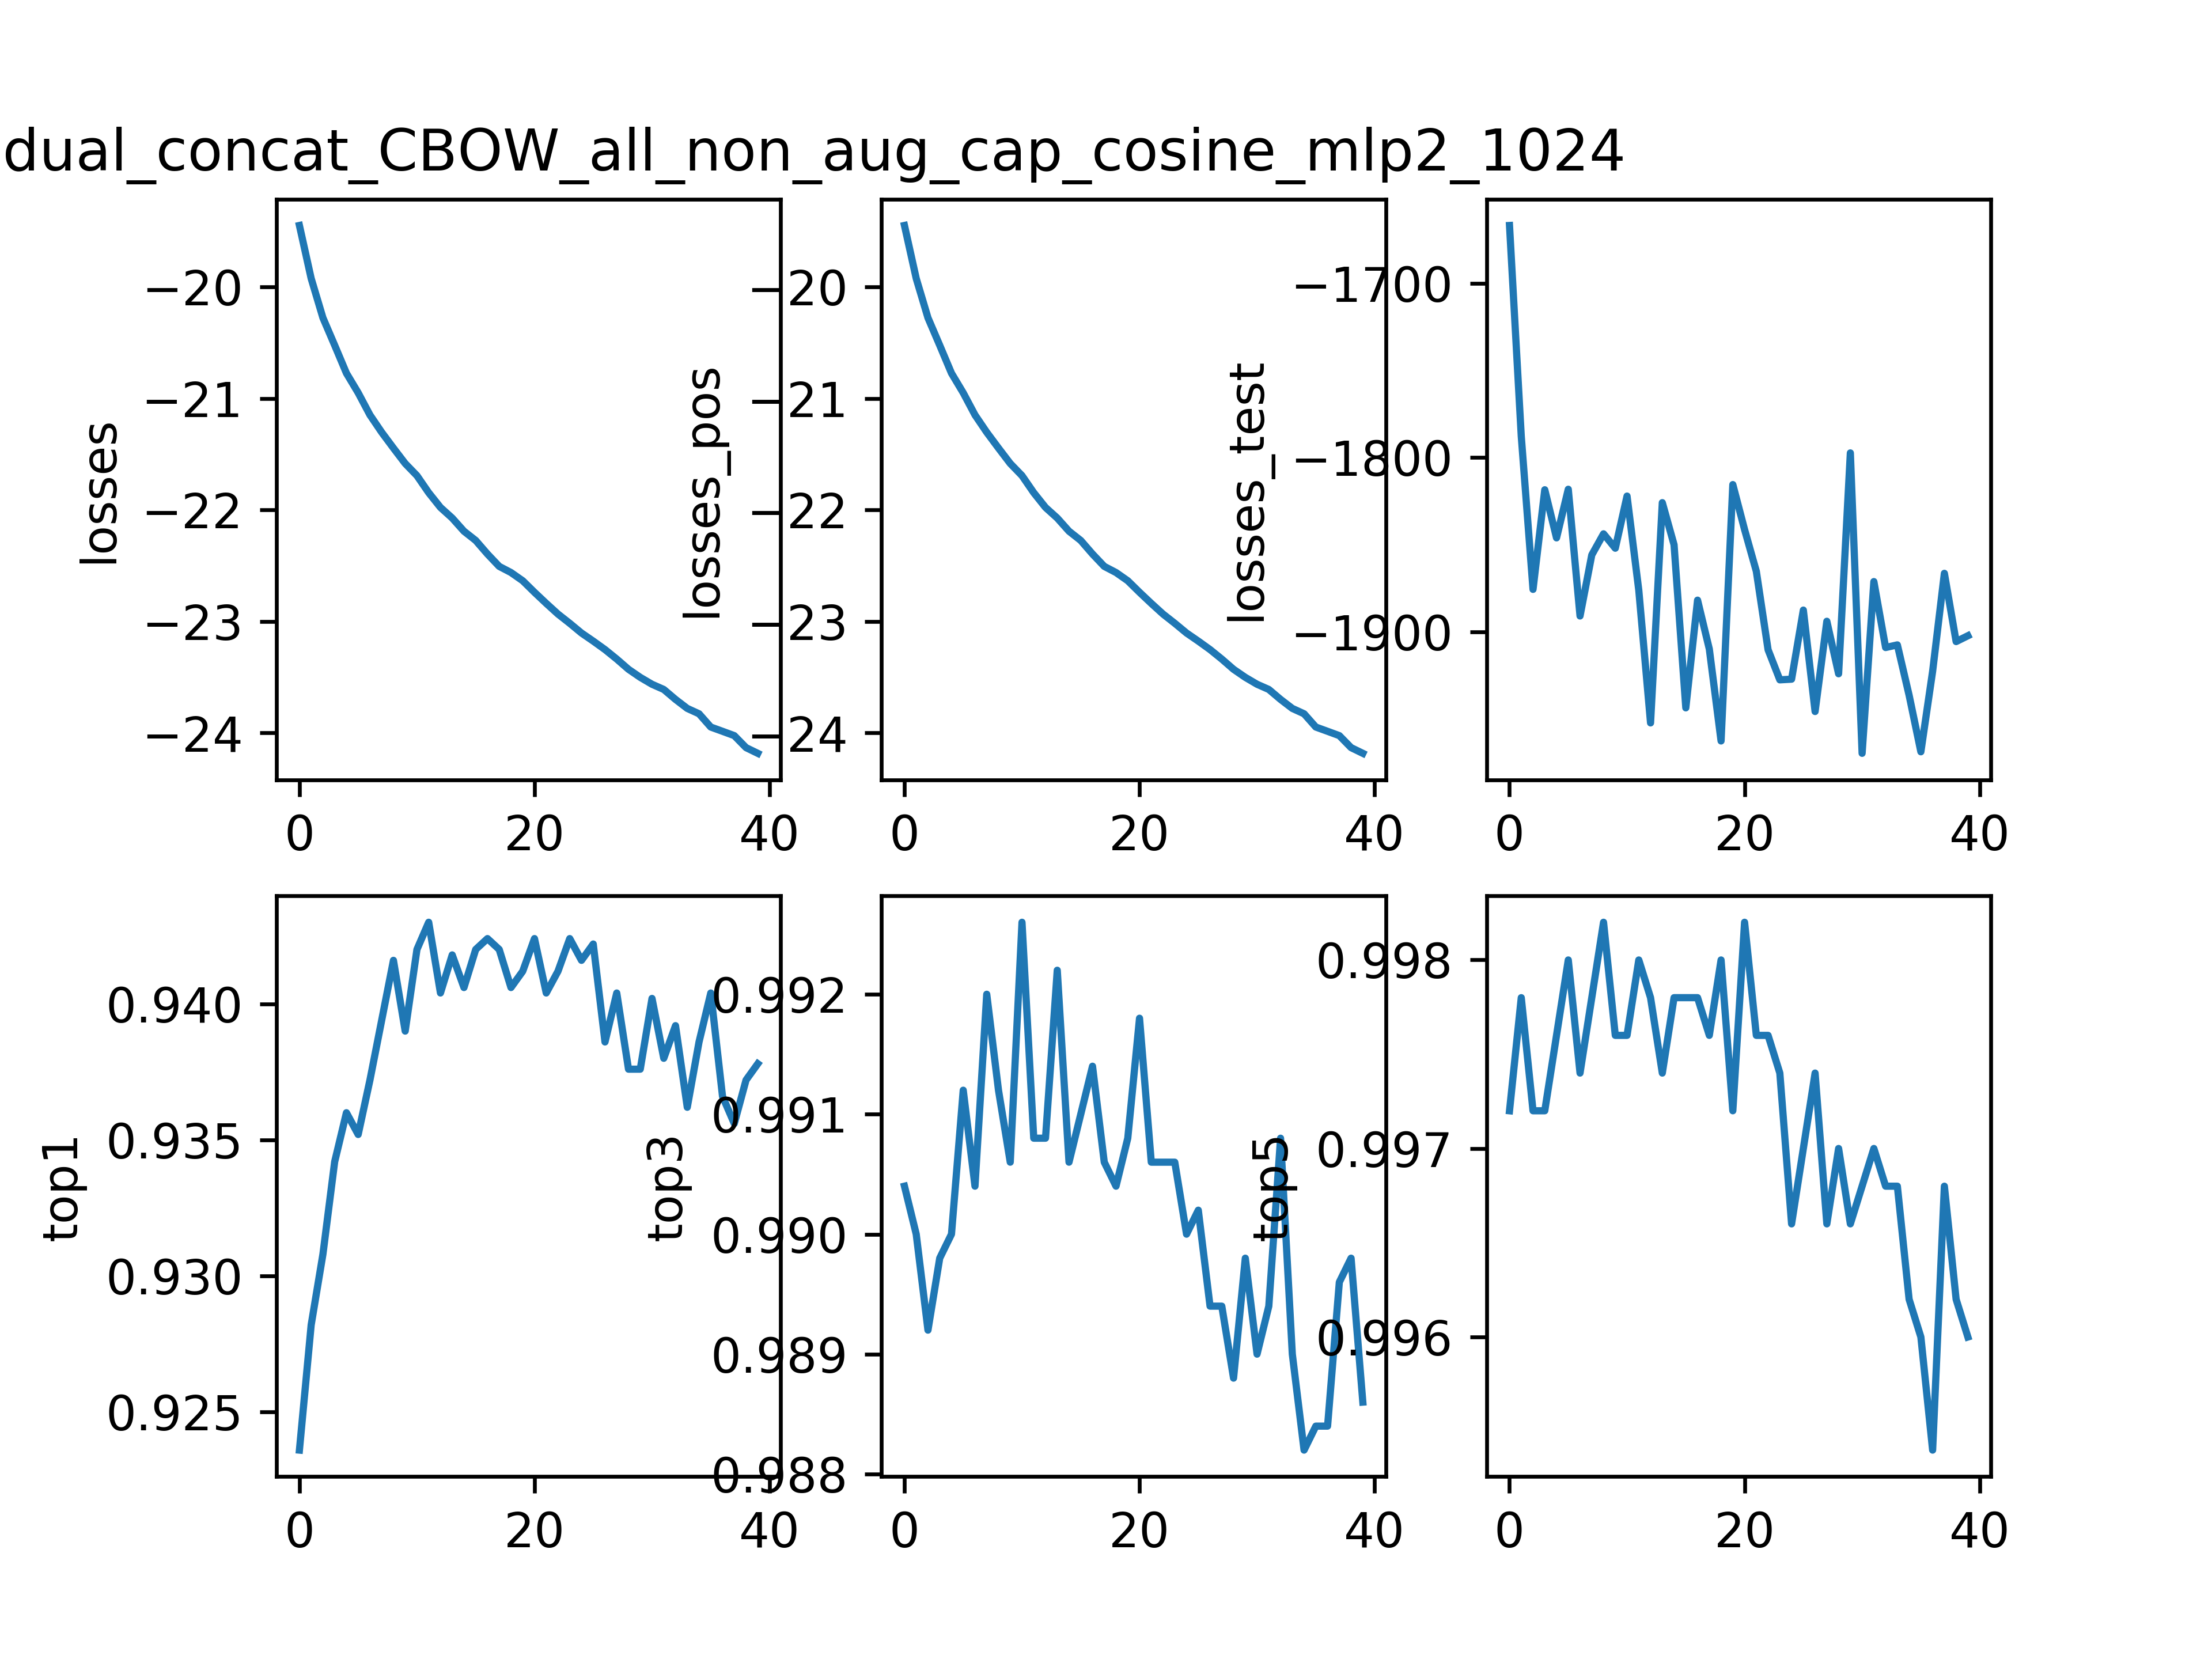 dual_concat_CBOW_all_non_aug_cap_cosine_mlp2_1024
losses
−20
−21
−22
−23
−24
0 20 40
losses_pos
−20
−21
−22
−23
−24
0 20 40
losses_test
−1700
−1800
−1900
0 20 40
top1
0.940
0.935
0.930
0.925
0 20 40
top3
0.992
0.991
0.990
0.989
0.988
0 20 40
top5
0.998
0.997
0.996
0 20 40